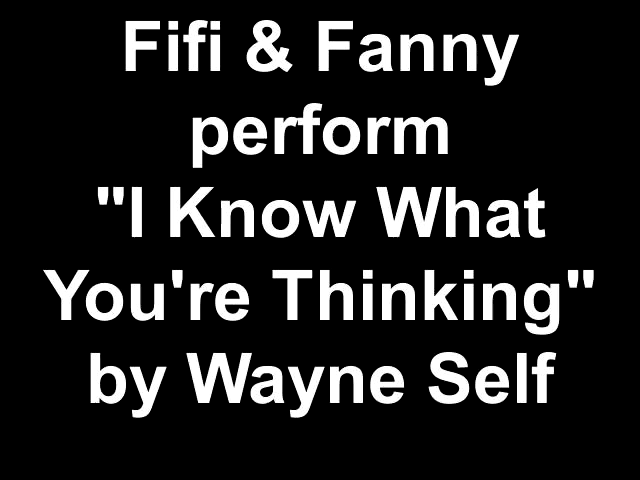 Fifi & Fanny
perform
"I Know What
You're Thinking"
by Wayne Self